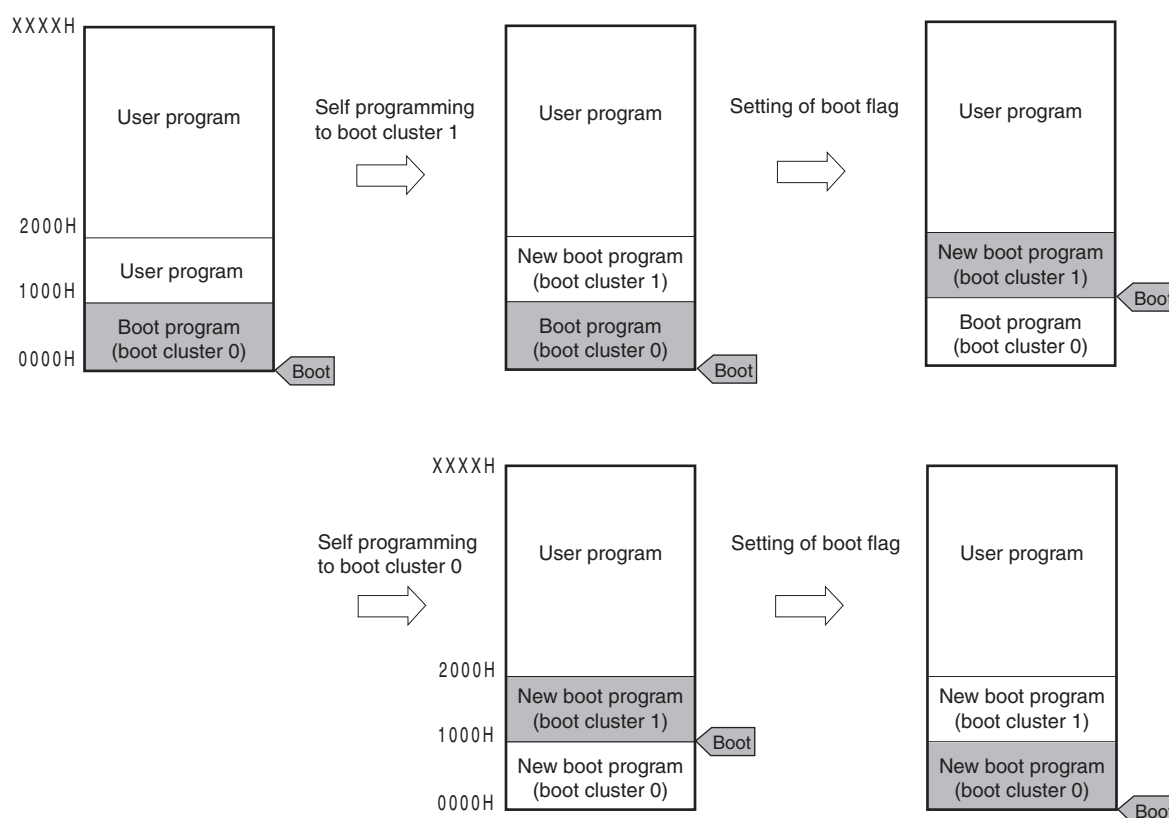 XXXXH
User program
2000H
User program
1000H
Boot program
(boot cluster 0)
0000H
Boot
Self programming
to boot cluster 1
User program
New boot program
(boot cluster 1)
Boot program
(boot cluster 0)
Boot
Setting of boot flag
User program
New boot program
(boot cluster 1)
Boot
Boot program
(boot cluster 0)
Self programming
to boot cluster 0
XXXXH
User program
2000H
New boot program
(boot cluster 1)
1000H
Boot
New boot program
(boot cluster 0)
0000H
Setting of boot flag
User program
New boot program
(boot cluster 1)
New boot program
(boot cluster 0)
Boot